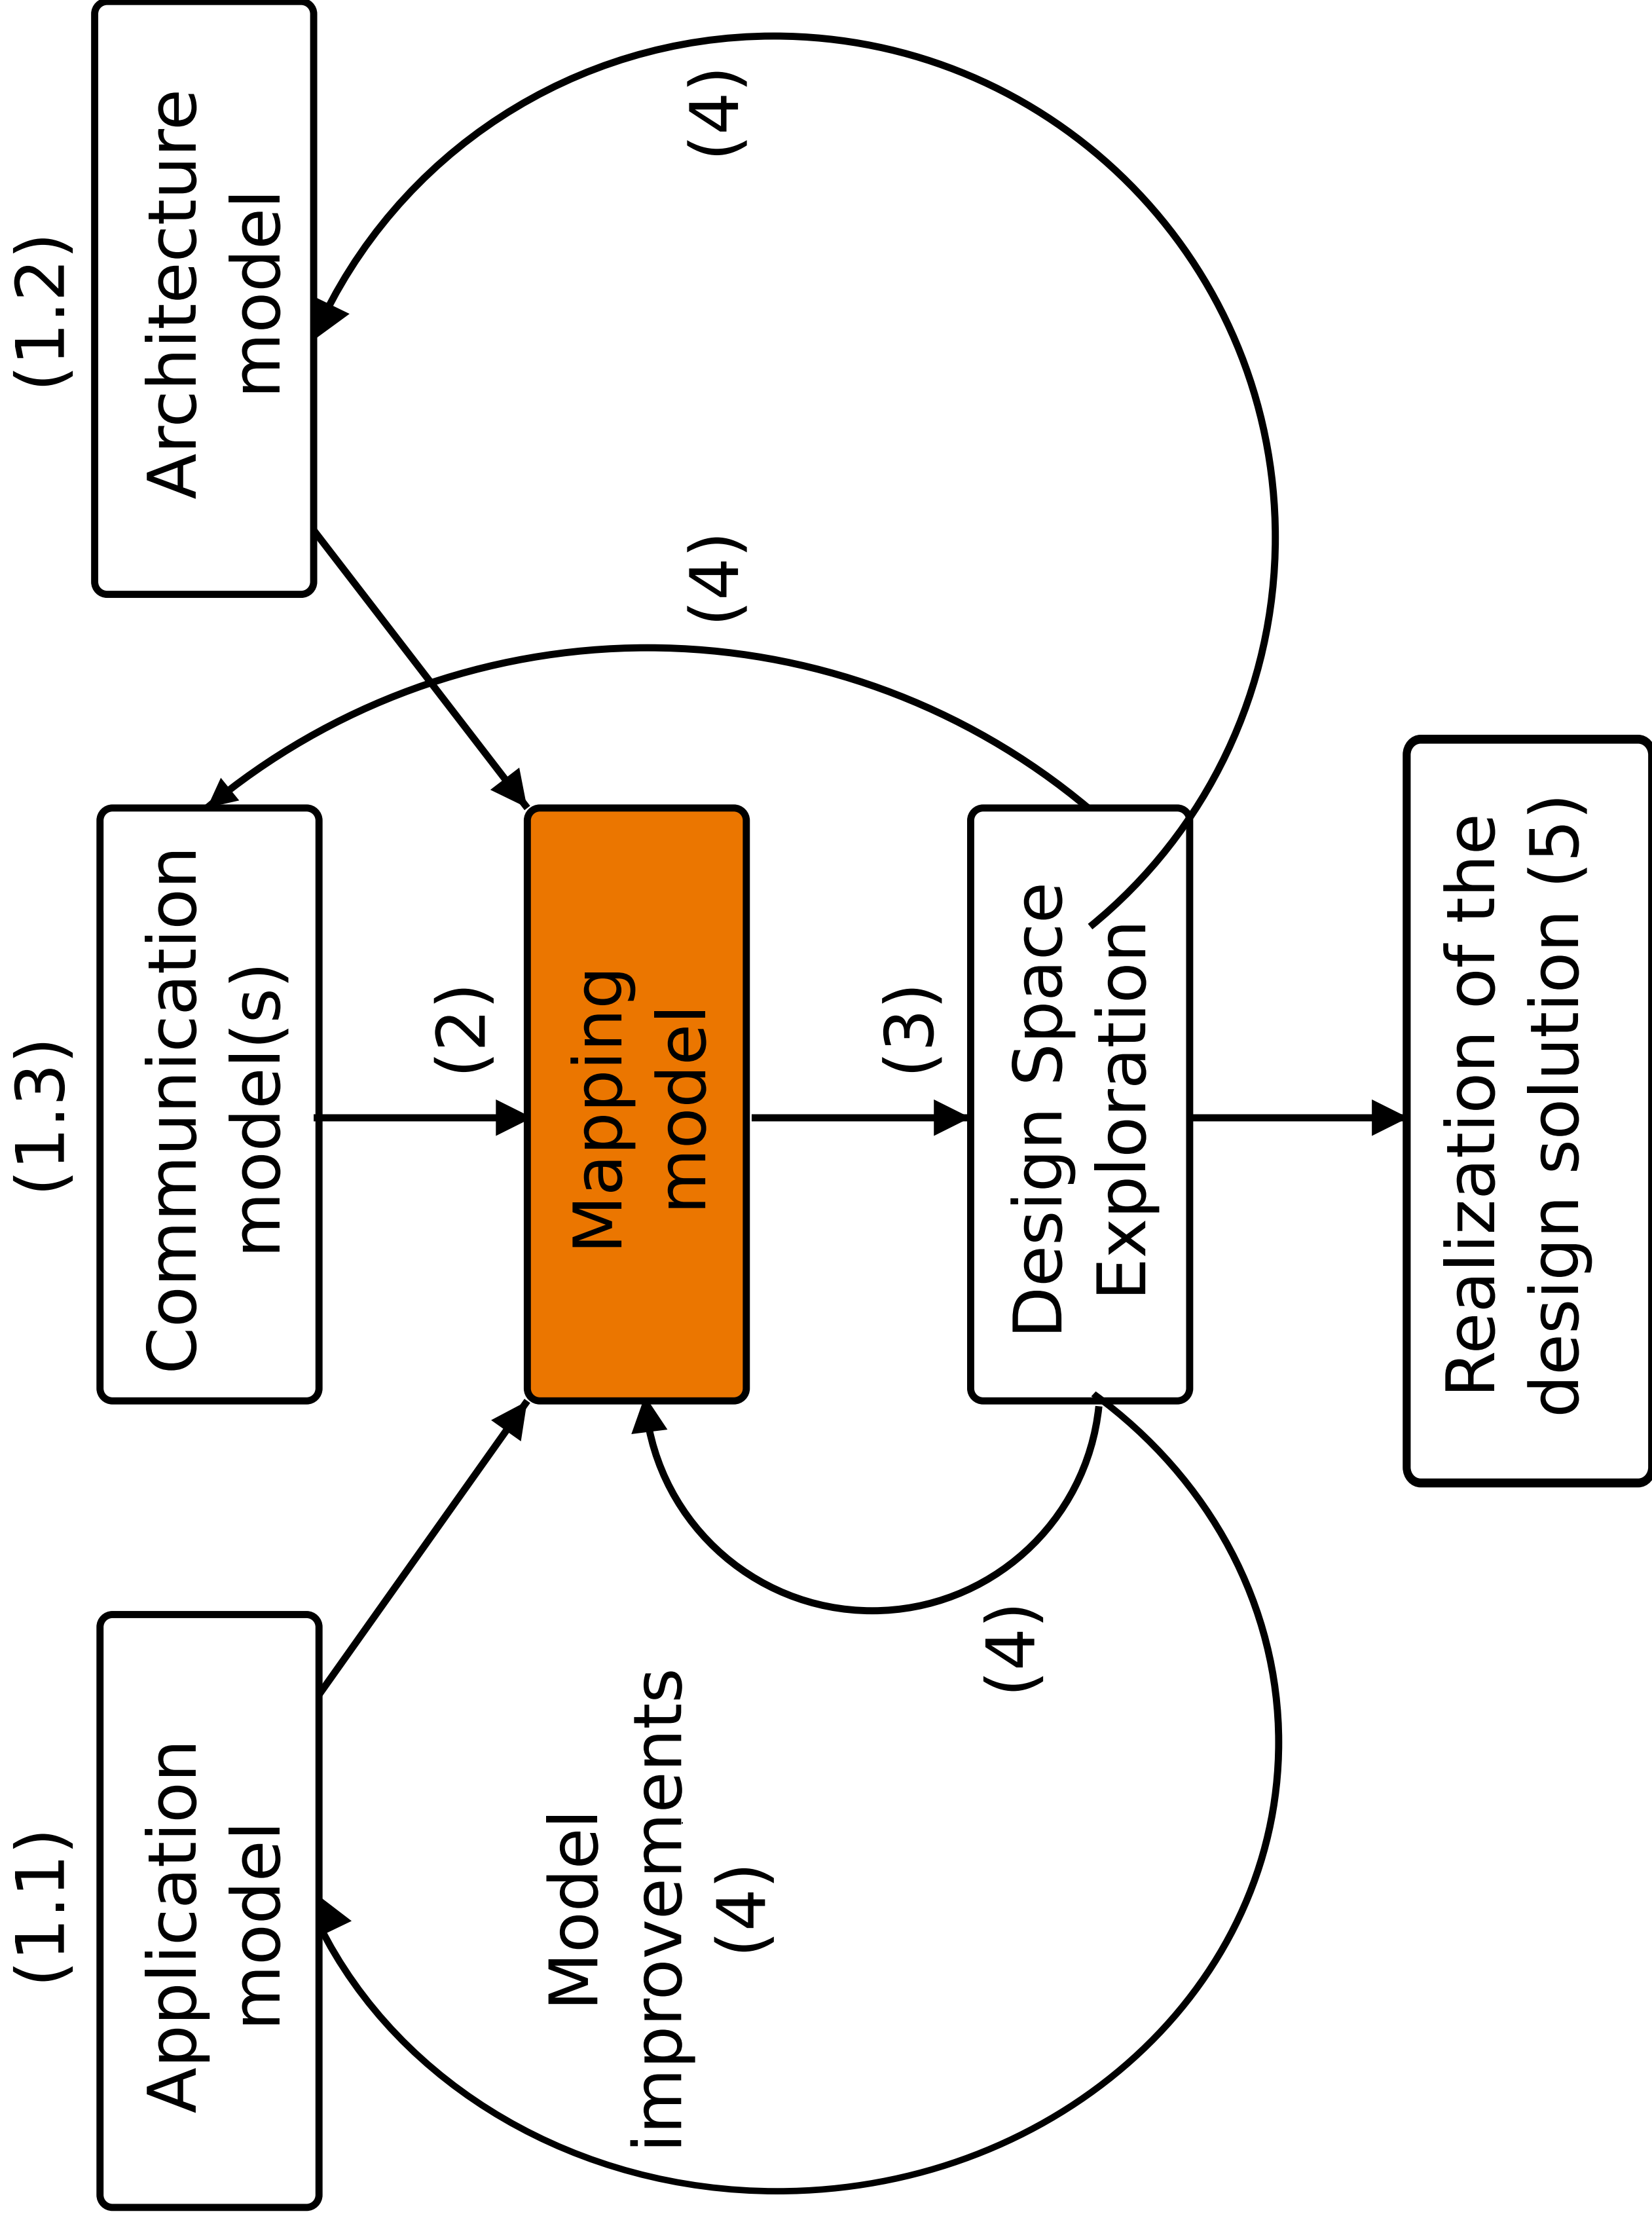 (1.1)
(1.3)
(1.2)
Application
model
Communication
model(s)
Architecture
model
(2)
Mapping
model
Model
improvements
(4)
(4)
(4)
(3)
(4)
Design Space
Exploration
Realization of the
design solution (5)